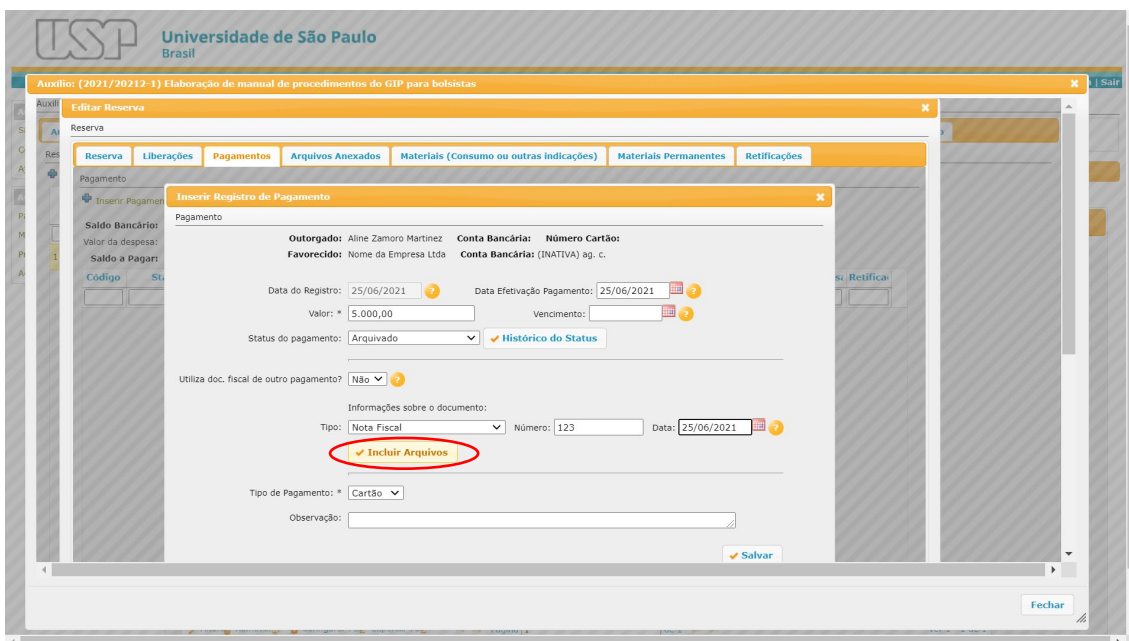 USP
Universidade de São Paulo
Brasil
Auxílio: (2021/20212-1) Elaboração de manual de procedimentos do GIP para bolsistas
| Sair
Editar Reserva
Reserva
Reserva Liberações Pagamentos Arquivos Anexados Materiais (Consumo ou outras indicações) Materiais Permanentes Retificações
Pagamento
Inserir Registro de Pagamento
Pagamento
Saldo Bancário:
Valor da despesa:
Saldo a Pagar:
Código
Outorgado: Aline Zamoro Martinez Conta Bancária: Número Cartão:
Favorecido: Nome da Empresa Ltda Conta Bancária: (INATIVA) ag. c.
Data do Registro: 25/06/2021 ? Data Efetivação Pagamento: 25/06/2021 ?
Valor: * 5.000,00 Vencimento: ?
Status do pagamento: Arquivado Histórico do Status
Utiliza doc. fiscal de outro pagamento? Não ?
Informações sobre o documento:
Tipo: Nota Fiscal Número: 123 Data: 25/06/2021 ?
Incluir Arquivos
Tipo de Pagamento: * Cartão
Observação:
Salvar
Fechar